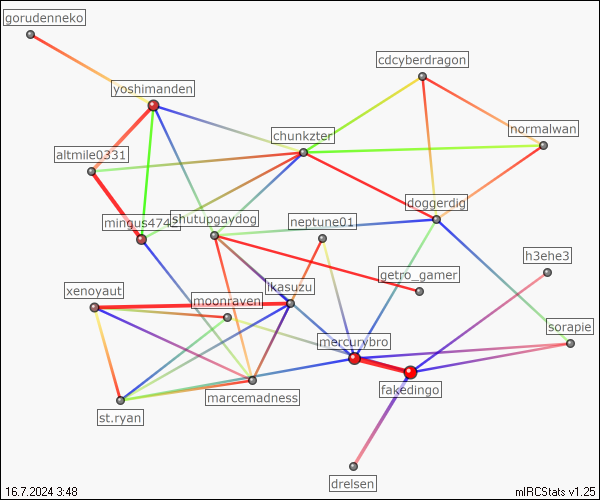 gorudenneko
cdcyberdragon
yoshimanden
normalwan
chunkzter
altmile0331
doggerdig
mingus474
shutupgaydog
neptune01
h3ehe3
getro_gamer
xenoyaut
ikasuzu
moonraven
sorapie
mercurybro
fakedingo
marcemadness
st.ryan
drelsen
16.7.2024 3:48
mIRCStats v1.25